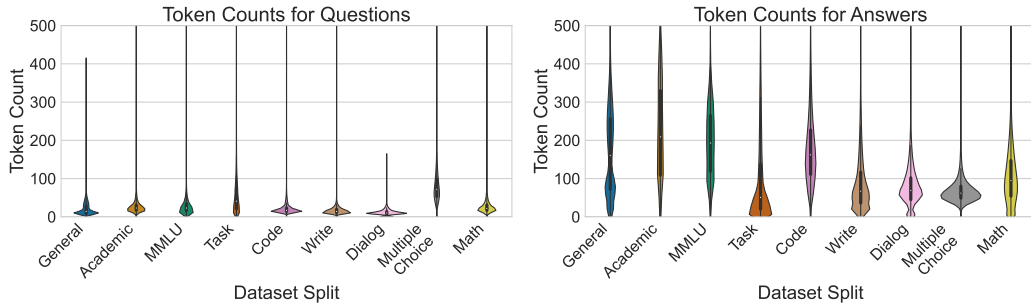 Token Counts for Questions
Token Count
500
400
300
200
100
0
General
Academic
MMLU
Task
Code
Write
Dialog
Multiple
Choice
Math
Dataset Split
Token Counts for Answers
Token Count
500
400
300
200
100
0
General
Academic
MMLU
Task
Code
Write
Dialog
Multiple
Choice
Math
Dataset Split